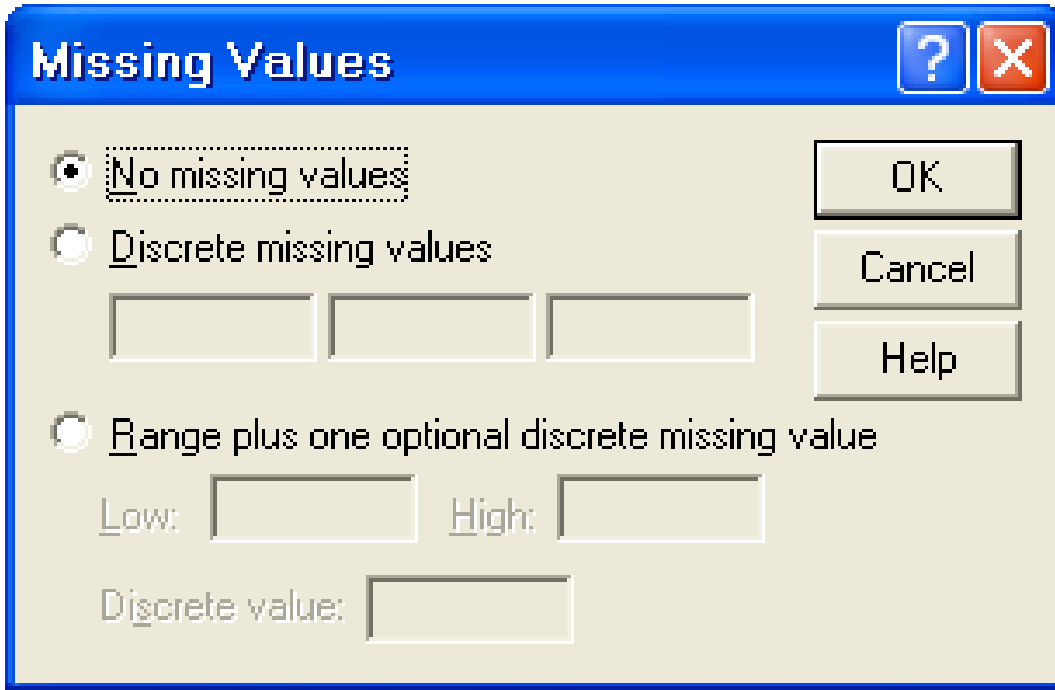 Missing Values
?
No missing values
OK
Discrete missing values
Cancel
Help
Range plus one optional discrete missing value
Low: High:
Discrete value: